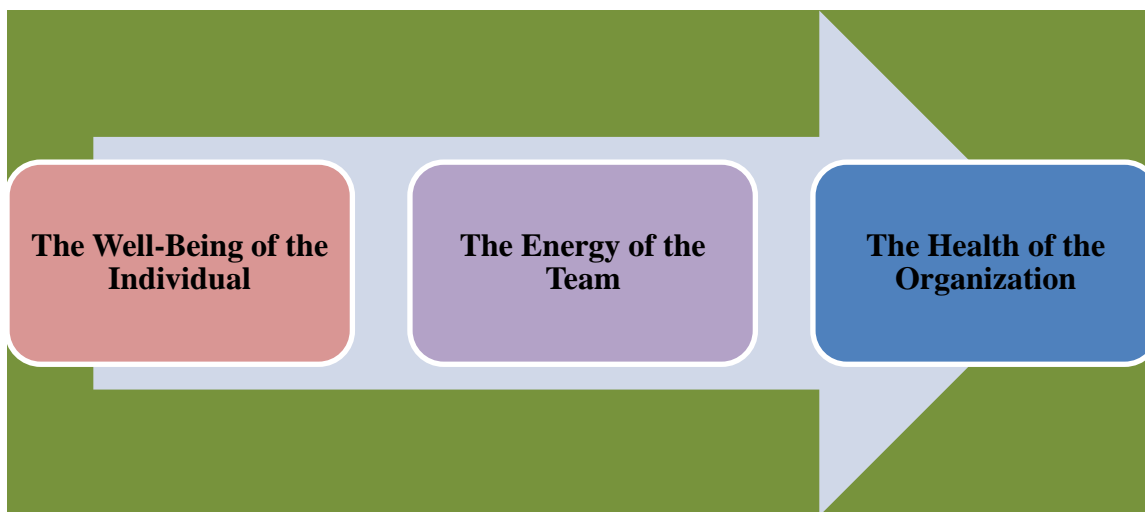 The Well-Being of the
Individual
The Energy of the
Team
The Health of the
Organization